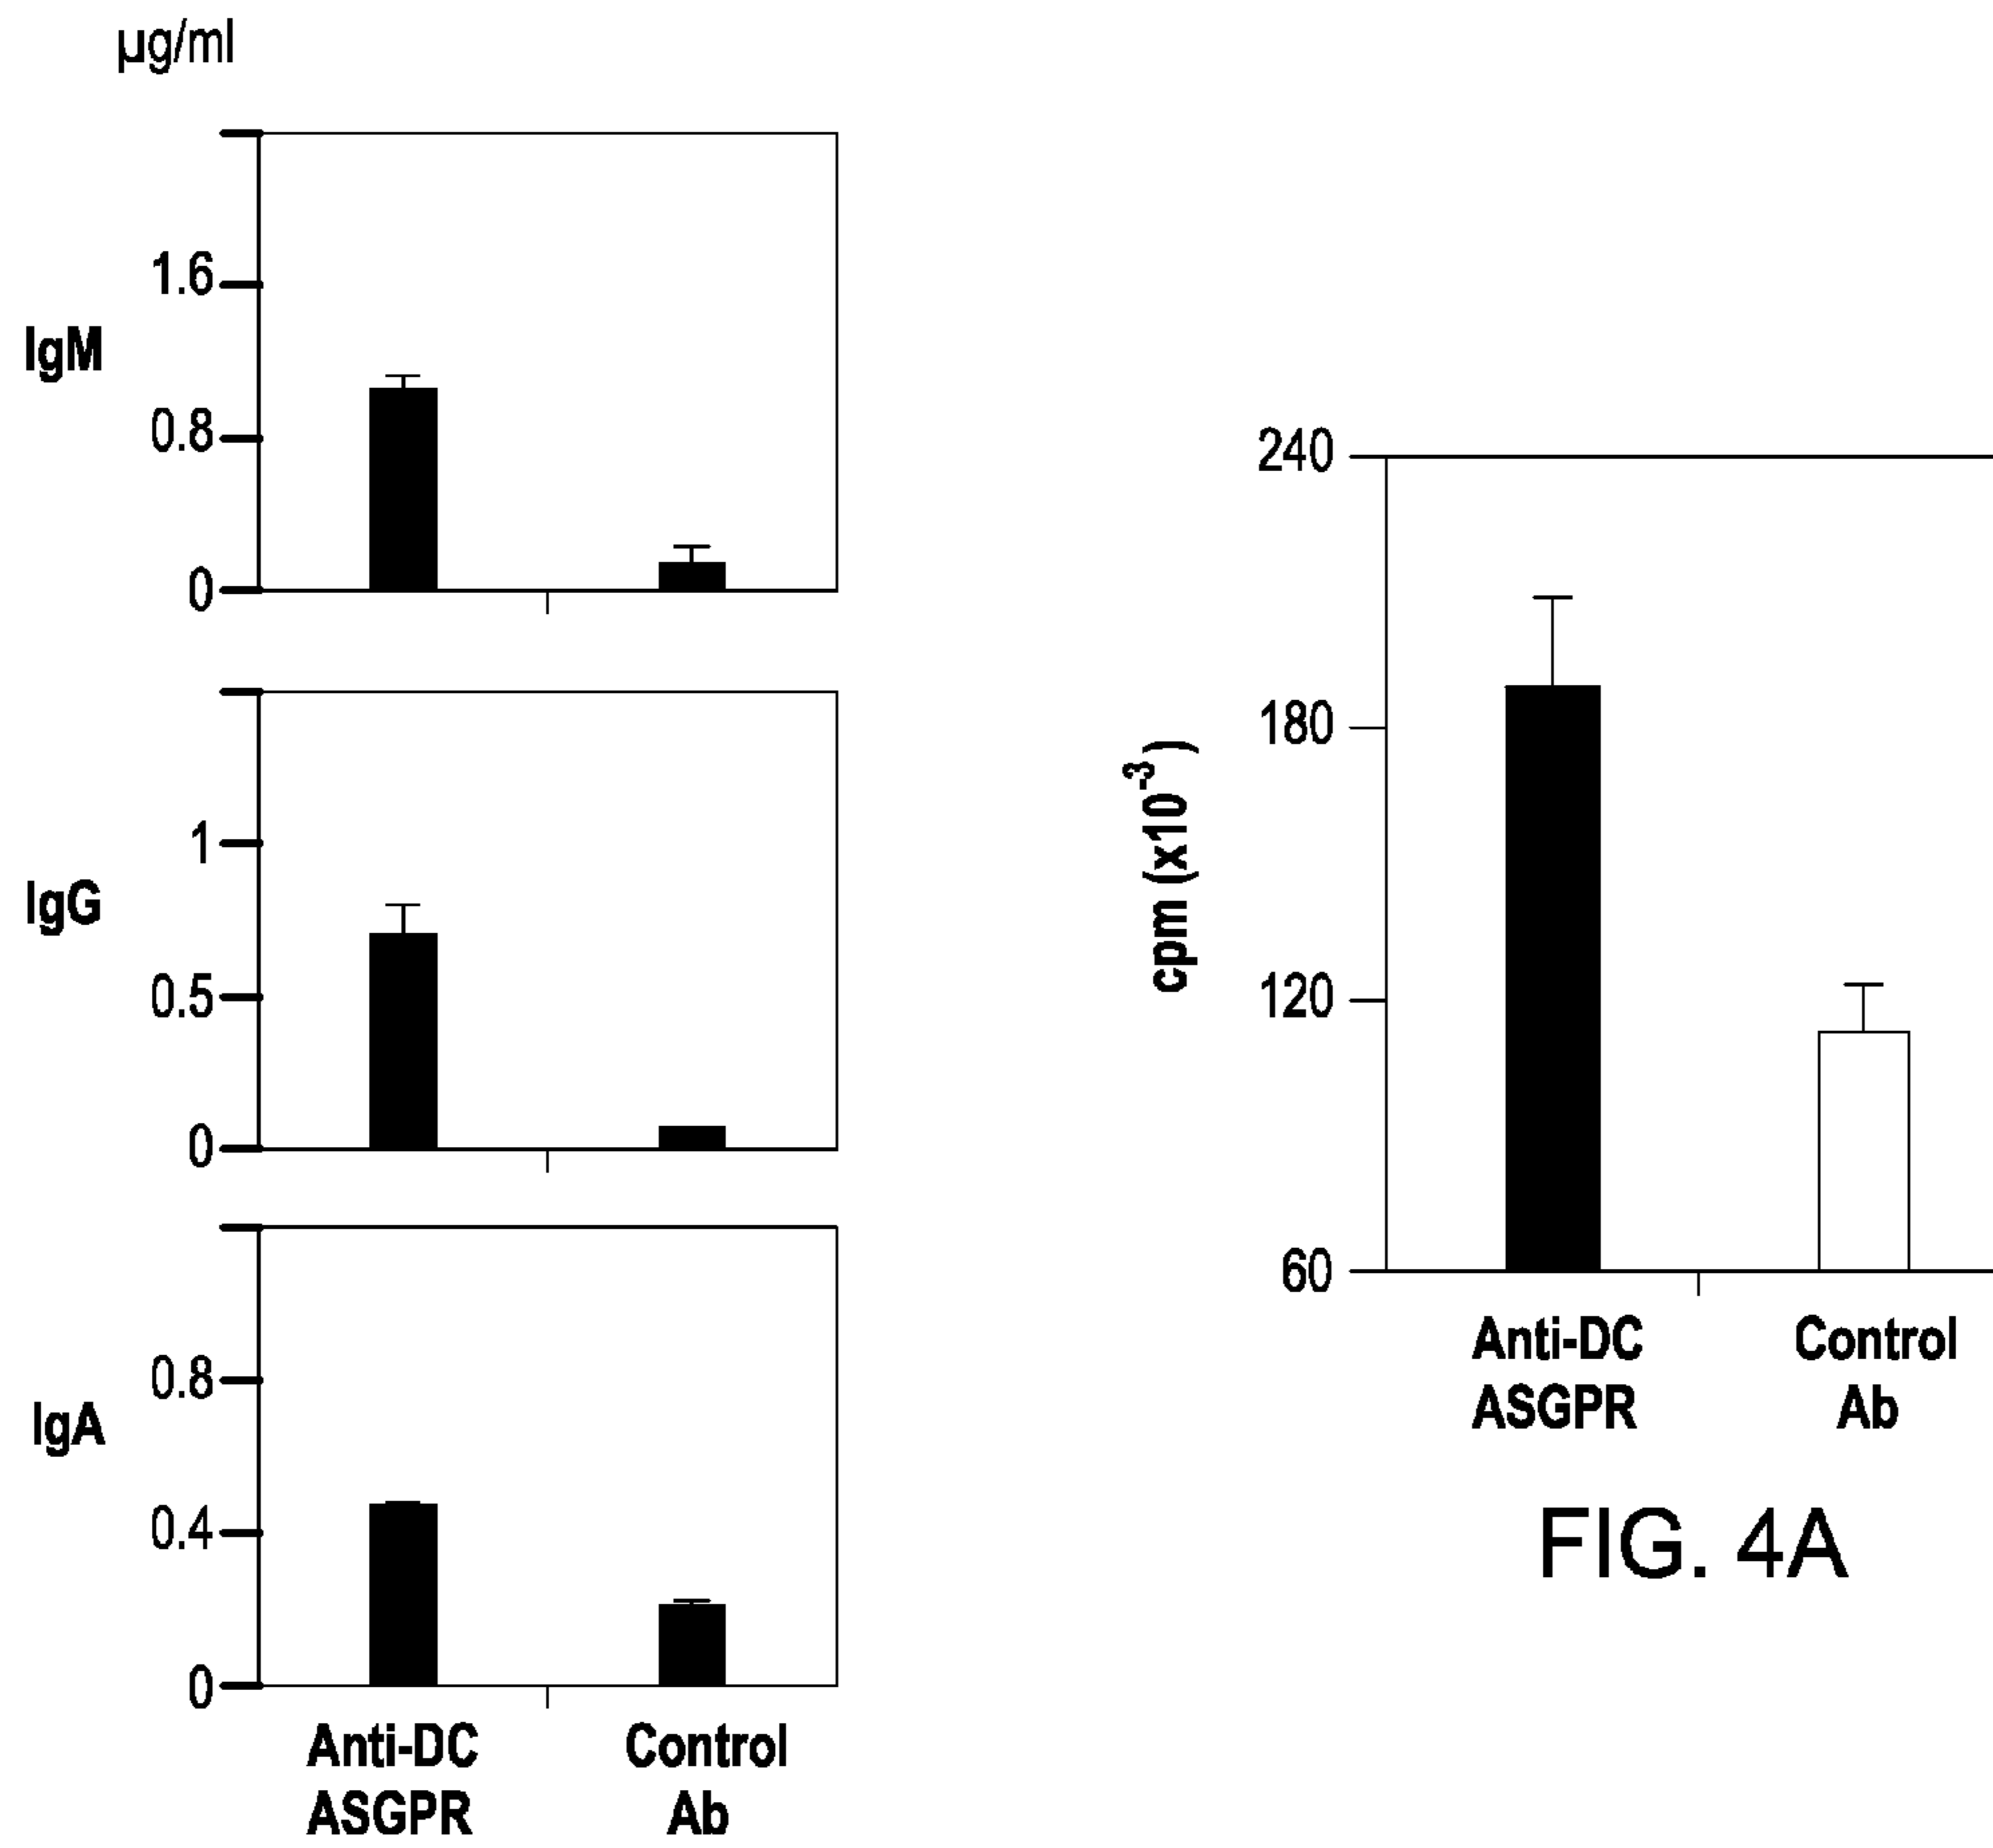 µg/ml
IgM
1.6
0.8
0
IgG
1
0.5
0
IgA
0.8
0.4
0
Anti-DC
ASGPR
Control
Ab
cpm (x10⁻³)
240
180
120
60
Anti-DC
ASGPR
Control
Ab
FIG. 4A